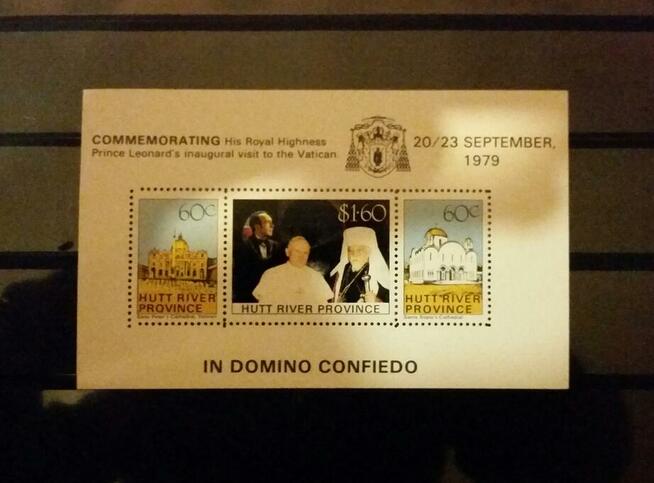 COMMEMORATING His Royal Highness
Prince Leonard's inaugural visit to the Vatican.
20/23 SEPTEMBER,
1979
60c
HUTT RIVER
PROVINCE
$1·60
HUTT RIVER PROVINCE
60c
HUTT RIVER
PROVINCE
IN DOMINO CONFIEDO